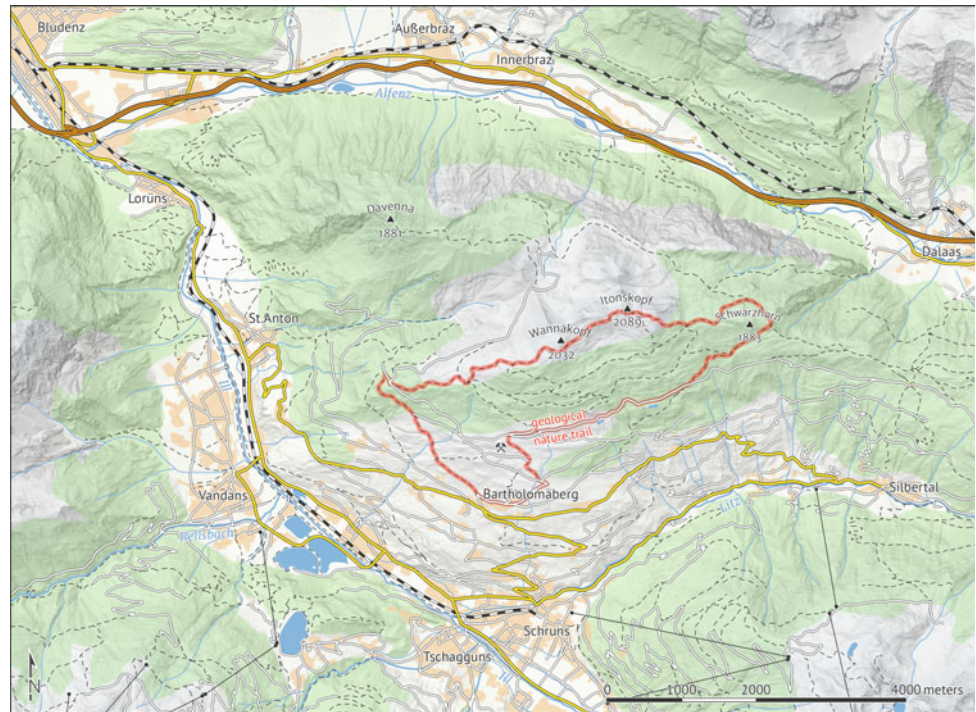 Bludenz
Außerbraz
Innerbraz
Alfenz
Lorüns
Davenna
1881
Dalaas
Itonskopf
2089
Schwarzhorn
1883
St.Anton
Wannakopf
2032
geological
nature trail
Bartholomäberg
Vandans
Silbertal
Litz
Rellsbach
Schruns
Tschagguns
N
0 1000 2000 4000 meters